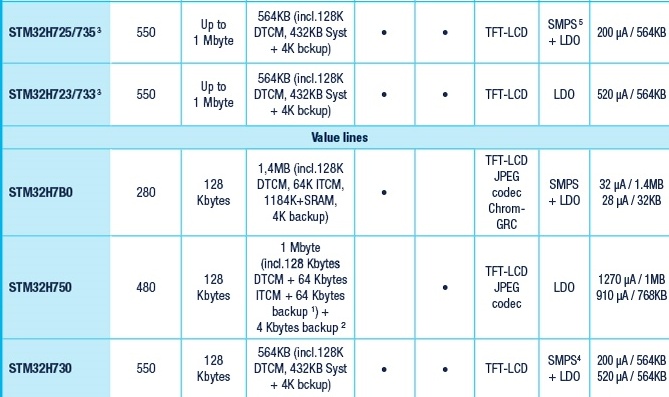 STM32H725/735 ³ 550 Up to 1 Mbyte 564KB (incl.128K DTCM, 432KB Syst + 4K bckup) • • TFT-LCD SMPS ⁵ + LDO 200 µA / 564KB
STM32H723/733 ³ 550 Up to 1 Mbyte 564KB (incl.128K DTCM, 432KB Syst + 4K bckup) • • TFT-LCD LDO 520 µA / 564KB
Value lines
STM32H7B0 280 128 Kbytes 1,4MB (incl.128K DTCM, 64K ITCM, 1184K+SRAM, 4K backup) • TFT-LCD JPEG codec Chrom-GRC SMPS + LDO 32 µA / 1.4MB 28 µA / 32KB
STM32H750 480 128 Kbytes 1 Mbyte (incl.128 Kbytes DTCM + 64 Kbytes ITCM + 64 Kbytes backup ¹) + 4 Kbytes backup ² • TFT-LCD JPEG codec LDO 1270 µA / 1MB 910 µA / 768KB
STM32H730 550 128 Kbytes 564KB (incl.128K DTCM, 432KB Syst + 4K bckup) • • TFT-LCD SMPS⁴ + LDO 200 µA / 564KB 520 µA / 564KB